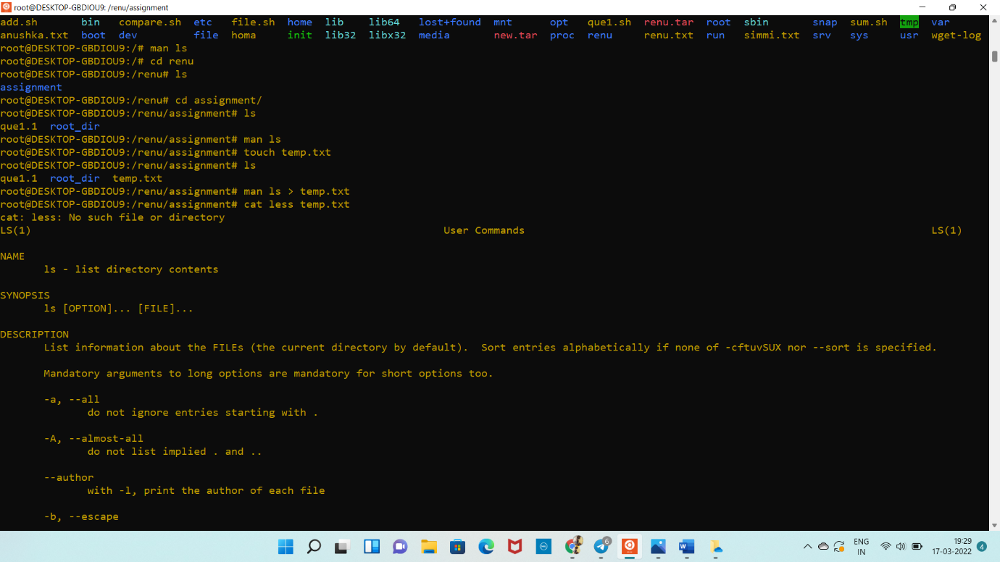 root@DESKTOP-GBDIOU9: /renu/assignment
add.sh bin compare.sh etc file.sh home lib lib64 lost+found mnt opt que1.sh renu.tar root sbin snap sum.sh tmp var
anushka.txt boot dev file homa init lib32 libx32 media new.tar proc renu renu.txt run simmi.txt srv sys usr wget-log
root@DESKTOP-GBDIOU9:/# man ls
root@DESKTOP-GBDIOU9:/# cd renu
root@DESKTOP-GBDIOU9:/renu# ls
assignment
root@DESKTOP-GBDIOU9:/renu# cd assignment/
root@DESKTOP-GBDIOU9:/renu/assignment# ls
que1.1 root_dir
root@DESKTOP-GBDIOU9:/renu/assignment# man ls
root@DESKTOP-GBDIOU9:/renu/assignment# touch temp.txt
root@DESKTOP-GBDIOU9:/renu/assignment# ls
que1.1 root_dir temp.txt
root@DESKTOP-GBDIOU9:/renu/assignment# man ls > temp.txt
root@DESKTOP-GBDIOU9:/renu/assignment# cat less temp.txt
cat: less: No such file or directory
LS(1) User Commands LS(1)
NAME
ls - list directory contents
SYNOPSIS
ls [OPTION]... [FILE]...
DESCRIPTION
List information about the FILEs (the current directory by default). Sort entries alphabetically if none of -cftuvSUX nor --sort is specified.
Mandatory arguments to long options are mandatory for short options too.
-a, --all
do not ignore entries starting with .
-A, --almost-all
do not list implied . and ..
--author
with -l, print the author of each file
-b, --escape
6
ENG
IN
19:29
17-03-2022
4